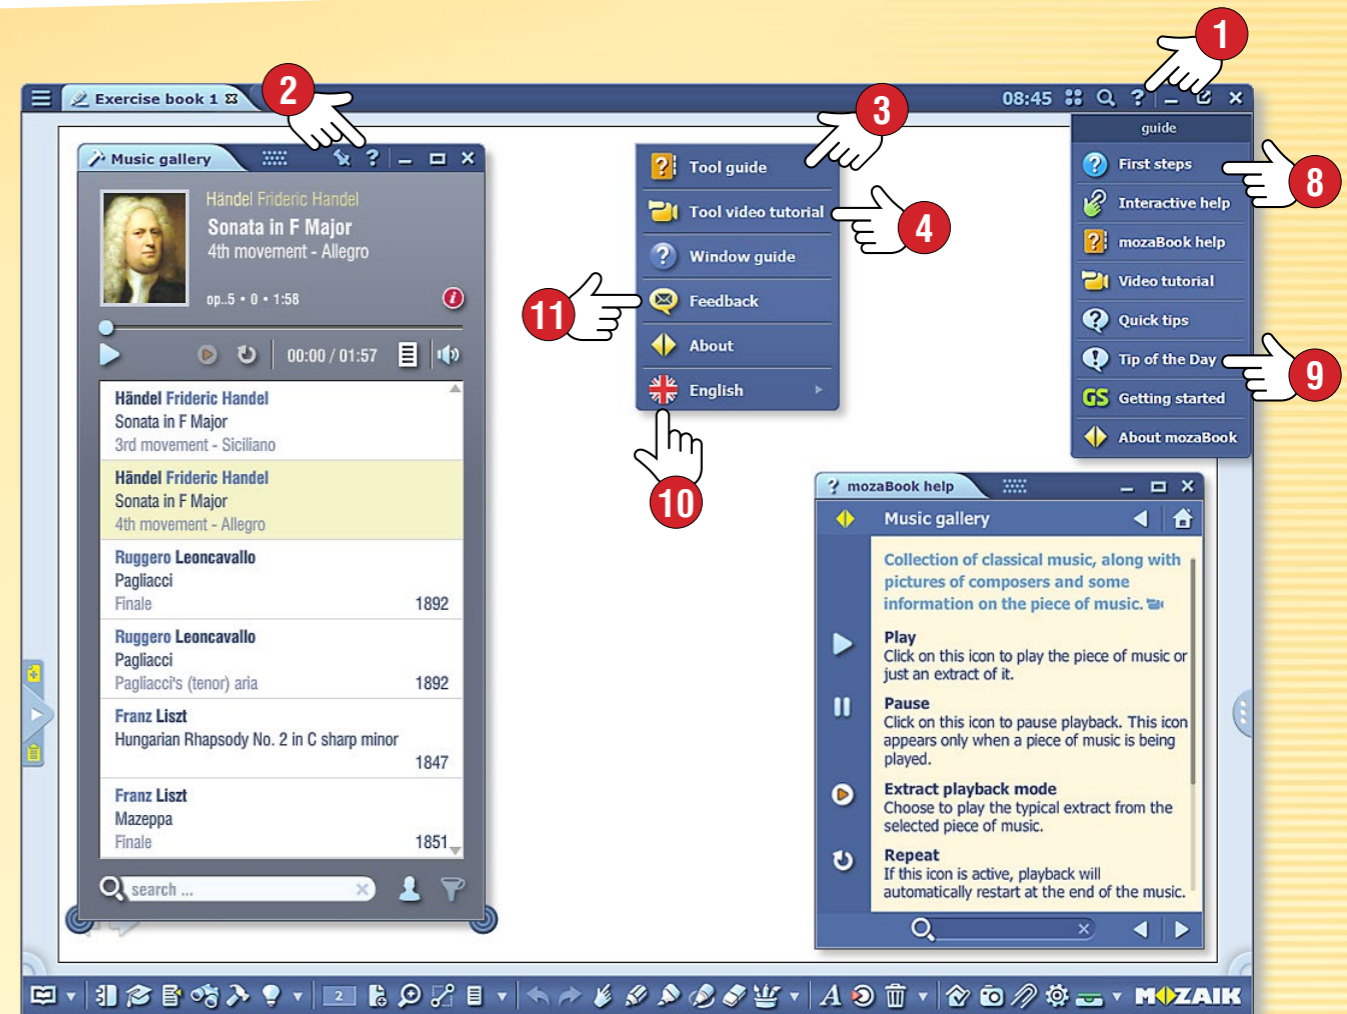 1
2
Exercise book 1
08:45
3
guide
Music gallery
Händel Frideric Handel
Sonata in F Major
4th movement - Allegro
op..5 • 0 • 1:58
00:00 / 01:57
Händel Frideric Handel
Sonata in F Major
3rd movement - Siciliano
Händel Frideric Handel
Sonata in F Major
4th movement - Allegro
Ruggero Leoncavallo
Pagliacci
Finale 1892
Ruggero Leoncavallo
Pagliacci
Pagliacci's (tenor) aria 1892
Franz Liszt
Hungarian Rhapsody No. 2 in C sharp minor
1847
Franz Liszt
Mazeppa
Finale 1851
search ...
Tool guide
Tool video tutorial
4
Window guide
11
Feedback
About
English
10
First steps
8
Interactive help
mozaBook help
Video tutorial
Quick tips
Tip of the Day
9
GS Getting started
About mozaBook
? mozaBook help
Music gallery
Collection of classical music, along with
pictures of composers and some
information on the piece of music.
Play
Click on this icon to play the piece of music or
just an extract of it.
Pause
Click on this icon to pause playback. This icon
appears only when a piece of music is being
played.
Extract playback mode
Choose to play the typical extract from the
selected piece of music.
Repeat
If this icon is active, playback will
automatically restart at the end of the music.
2
A
MOZAIK